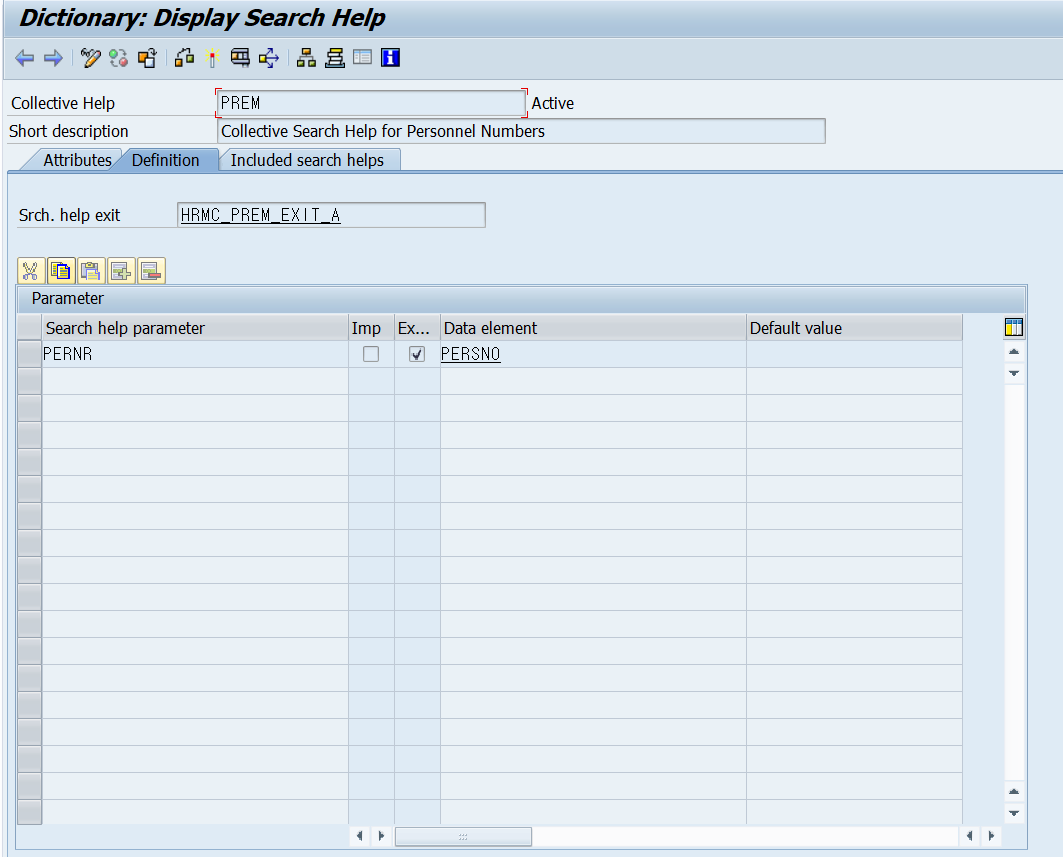 Dictionary: Display Search Help
Collective Help PREM Active
Short description Collective Search Help for Personnel Numbers
Attributes Definition Included search helps
Srch. help exit HRMC_PREM_EXIT_A
Parameter
Search help parameter Imp Ex... Data element Default value
PERNR PERSNO